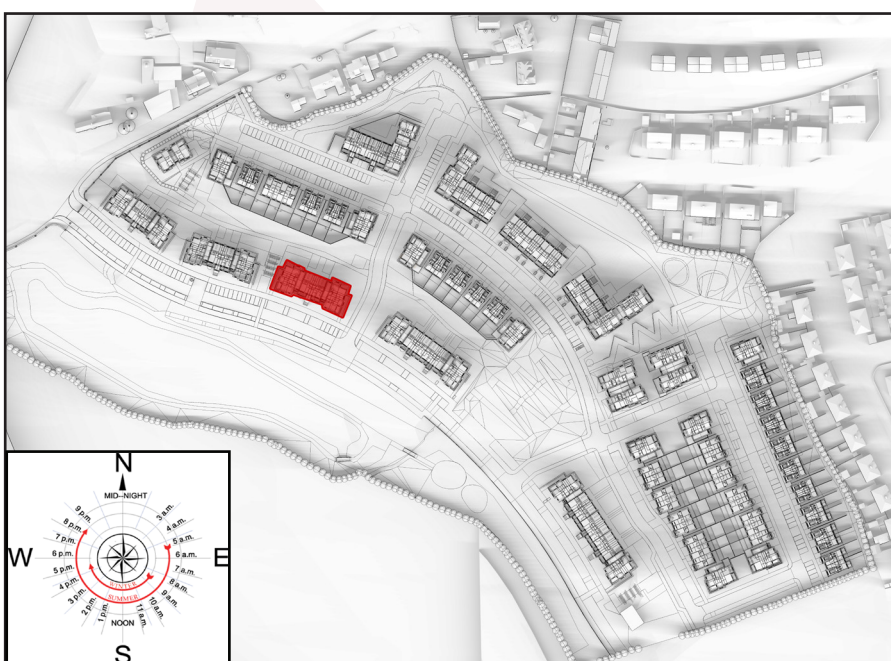 N
MID-NIGHT
3 a.m.
4 a.m.
5 a.m.
6 a.m.
7 a.m.
8 a.m.
9 a.m.
10 a.m.
11 a.m.
NOON
1 p.m.
2 p.m.
3 p.m.
4 p.m.
5 p.m.
6 p.m.
7 p.m.
8 p.m.
9 p.m.
W
E
WINTER
SUMMER
S